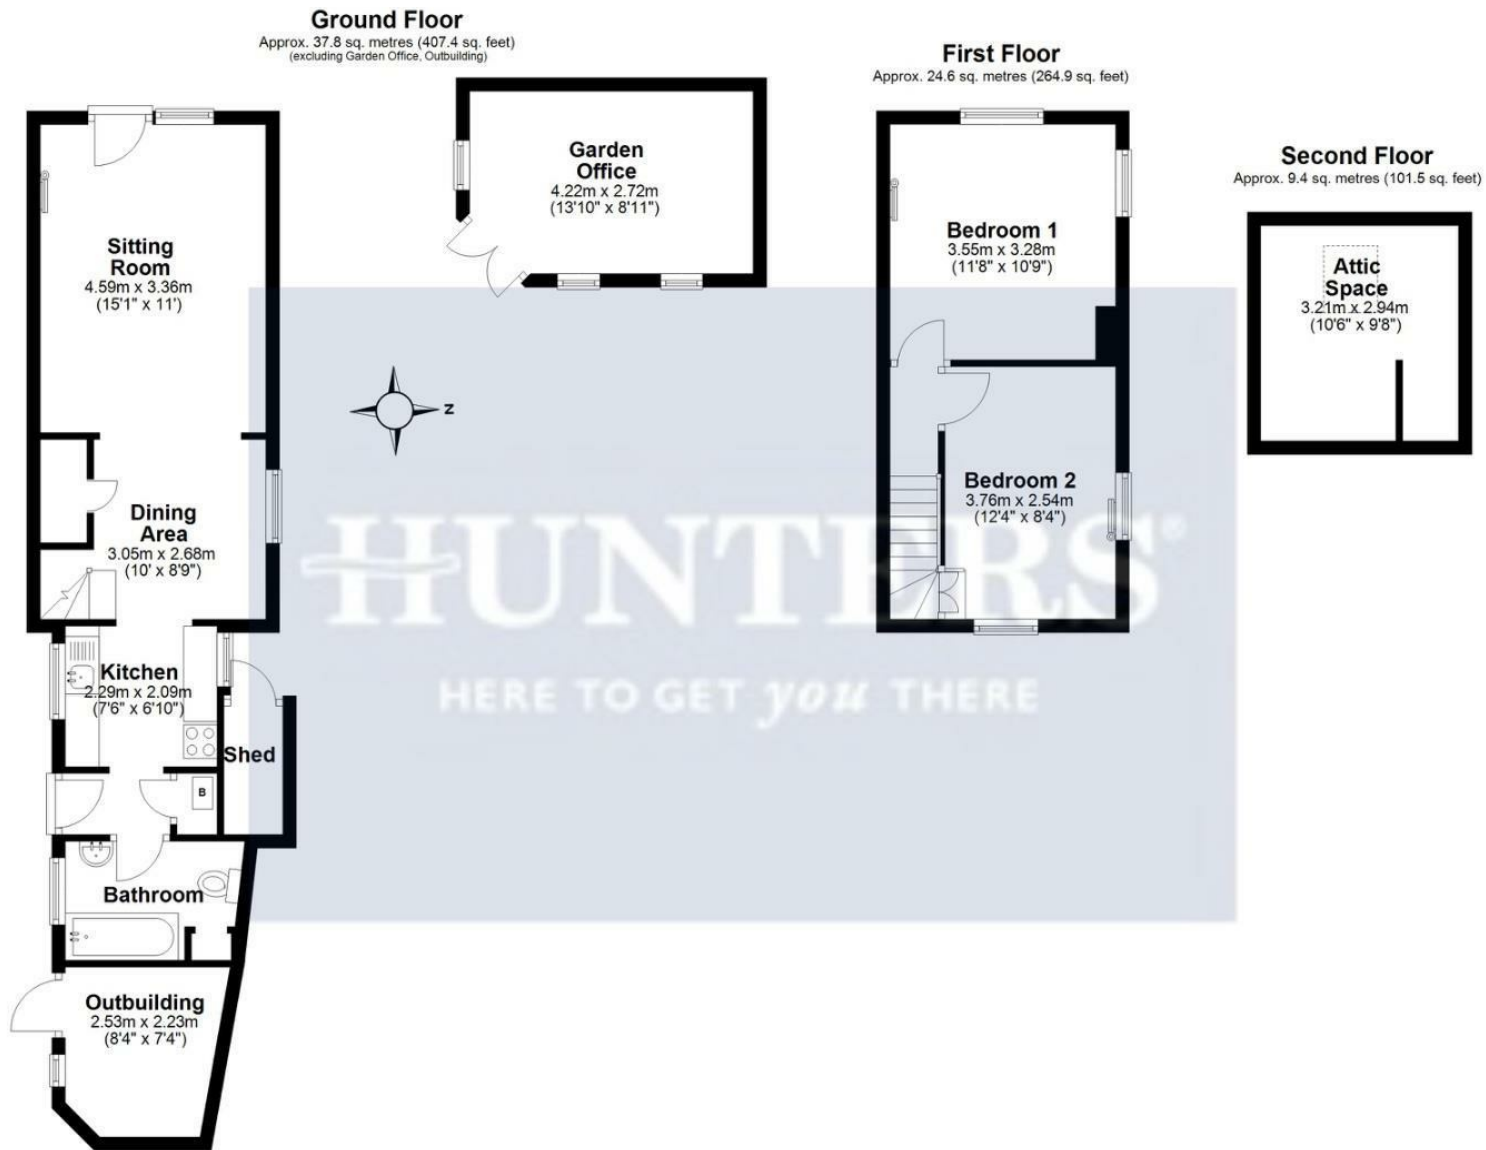 Ground Floor
Approx. 37.8 sq. metres (407.4 sq. feet)
(excluding Garden Office, Outbuilding)
First Floor
Approx. 24.6 sq. metres (264.9 sq. feet)
Second Floor
Approx. 9.4 sq. metres (101.5 sq. feet)
Garden
Office
4.22m x 2.72m
(13'10" x 8'11")
Sitting
Room
4.59m x 3.36m
(15'1" x 11')
Bedroom 1
3.55m x 3.28m
(11'8" x 10'9")
Attic
Space
3.21m x 2.94m
(10'6" x 9'8")
Z
Dining
Area
3.05m x 2.68m
(10' x 8'9")
Bedroom 2
3.76m x 2.54m
(12'4" x 8'4")
HUNTERS®
HERE TO GET you THERE
Kitchen
2.29m x 2.09m
(7'6" x 6'10")
Shed
B
Bathroom
Outbuilding
2.53m x 2.23m
(8'4" x 7'4")